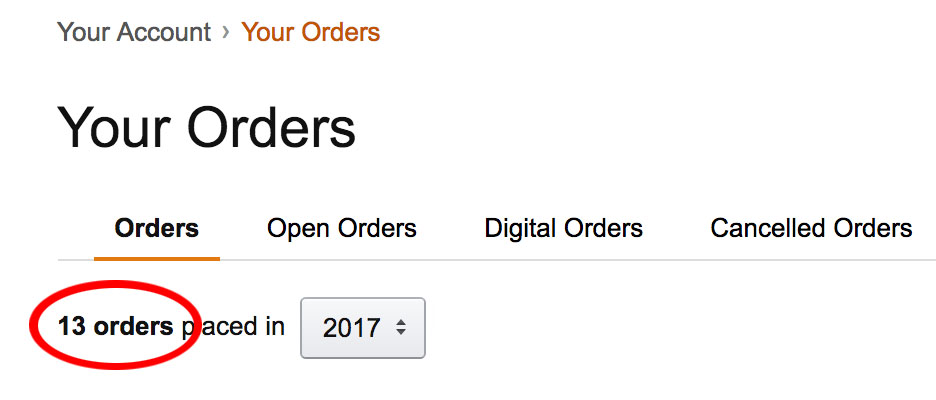 Your Account › Your Orders
Your Orders
Orders Open Orders Digital Orders Cancelled Orders
13 orders placed in 2017